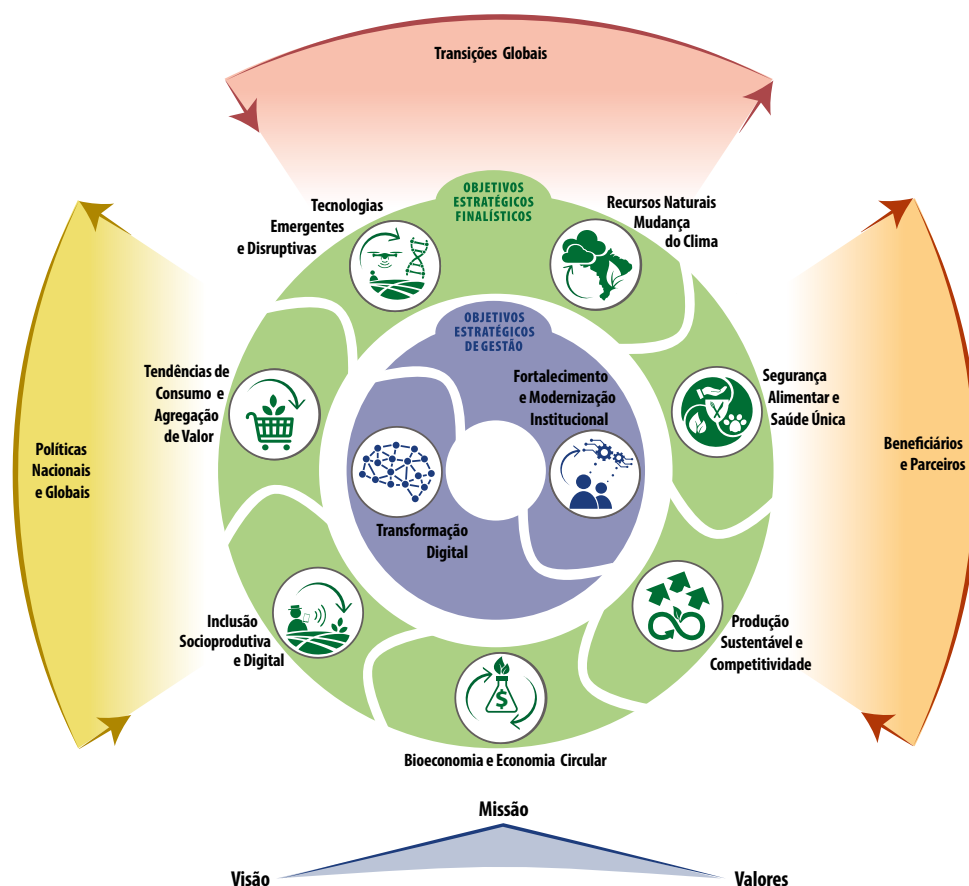 Transições Globais
OBJETIVOS
ESTRATÉGICOS
FINALÍSTICOS
Tecnologias
Emergentes
e Disruptivas
Recursos Naturais
Mudança
do Clima
OBJETIVOS
ESTRATÉGICOS
DE GESTÃO
Fortalecimento
e Modernização
Institucional
Tendências de
Consumo e
Agregação
de Valor
Segurança
Alimentar e
Saúde Única
Políticas
Nacionais
e Globais
Beneficiários
e Parceiros
Transformação
Digital
Inclusão
Socioprodutiva
e Digital
Produção
Sustentável e
Competitividade
$
Bioeconomia e Economia Circular
Missão
Visão
Valores